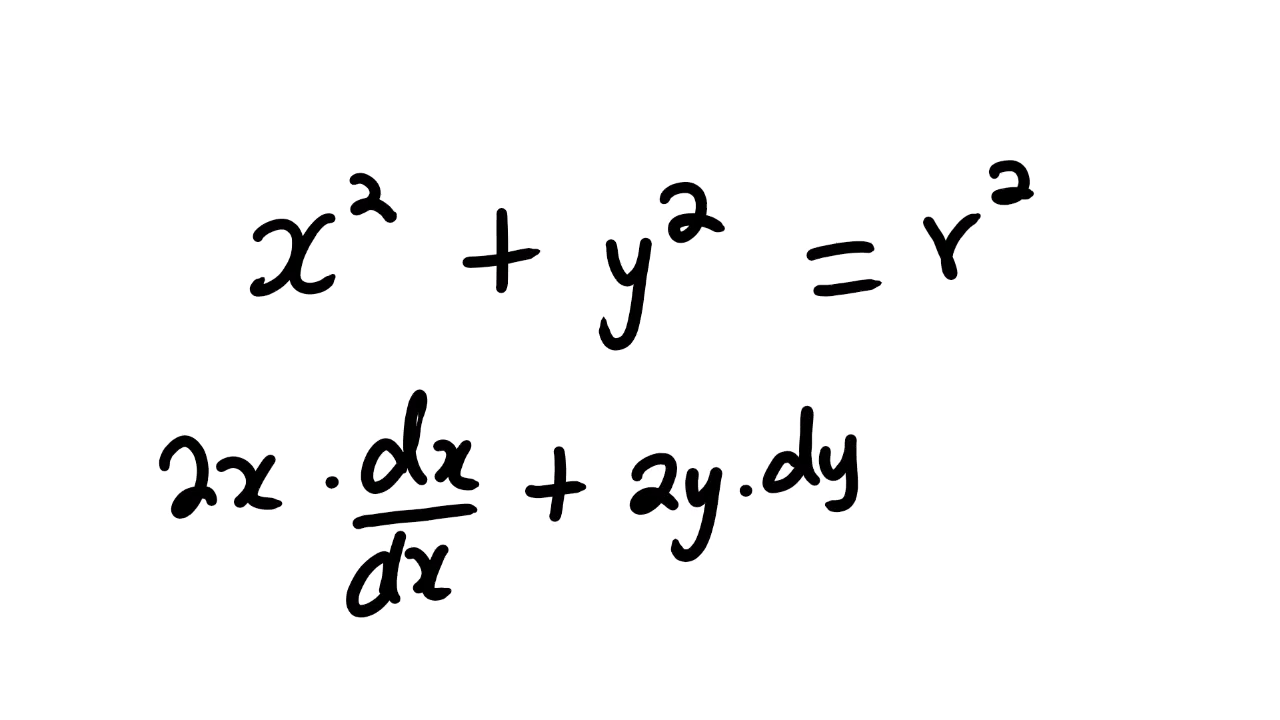 x² + y² = r²
2x · dx/dx + 2y · dy